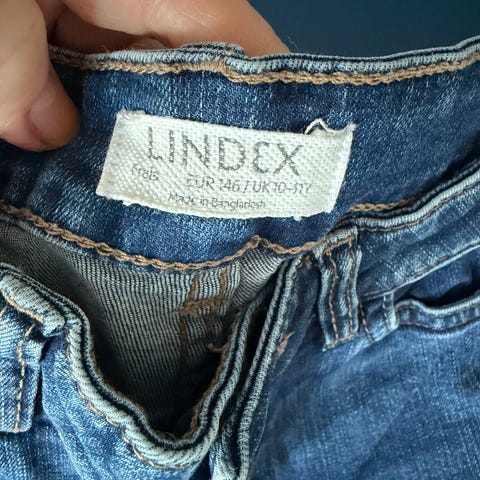 LINDEX
EUR 146 / UK 10-11Y
Made in Bangladesh